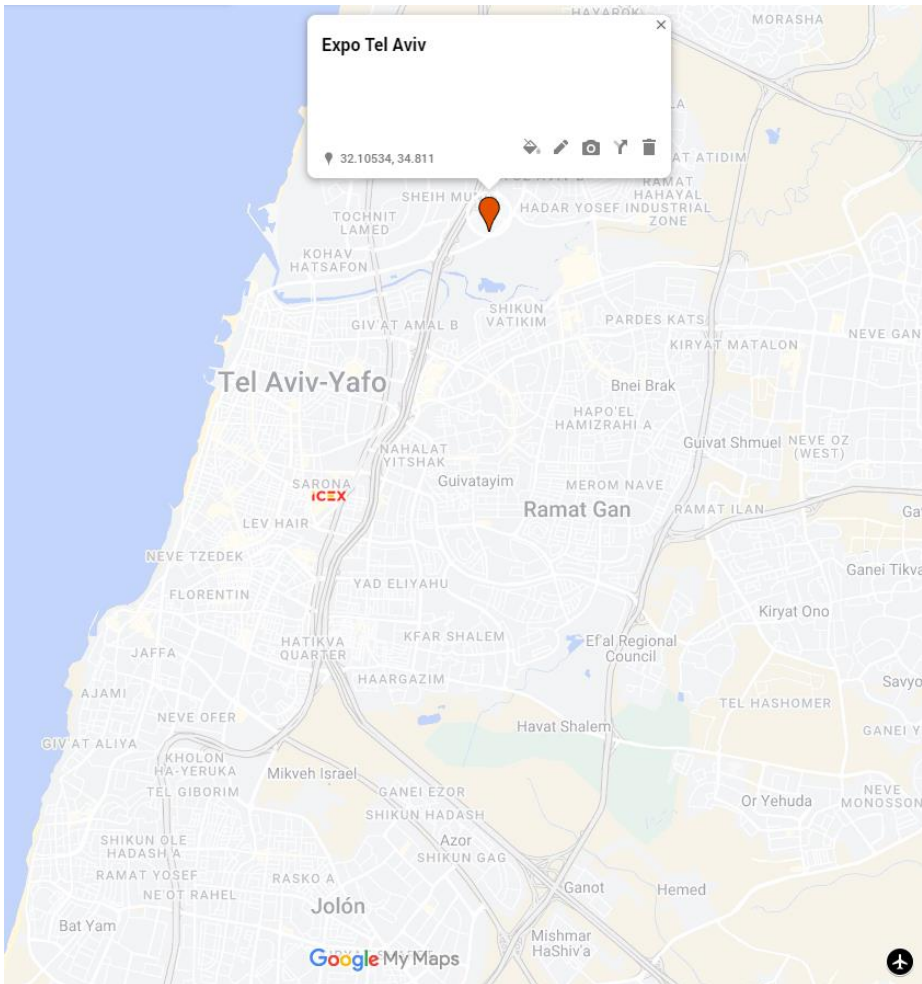 HAYAROK
MORASHA
Expo Tel Aviv
32.10534, 34.811
AT ATIDIM
SHEIH MU
RAMAT
HAHAYAL
HADAR YOSEF INDUSTRIAL
ZONE
TOCHNIT
LAMED
KOHAV
HATSAFON
SHIKUN
VATIKIM
GIV'AT AMAL B
PARDES KATS
NEVE GAN
KIRYAT MATALON
Tel Aviv-Yafo
Bnei Brak
HAPO'EL
HAMIZRAHI A
Guivat Shmuel
NEVE OZ
(WEST)
NAHALAT
YITSHAK
SARONA
Guivatayim
MEROM NAVE
icex
Ramat Gan
RAMAT ILAN
Ga
LEV HAIR
NEVE TZEDEK
Ganei Tikva
YAD ELIYAHU
FLORENTIN
Kiryat Ono
HATIKVA
QUARTER
KFAR SHALEM
Ef'al Regional
Council
JAFFA
HAARGAZIM
Savyo
AJAMI
TEL HASHOMER
NEVE OFER
Havat Shalem
GANEI Y
GIV'AT ALIYA
KHOLON
HA-YERUKA
Mikveh Israel
TEL GIBORIM
GANEI EZOR
NEVE
MONOSSON
Or Yehuda
SHIKUN HADASH
SHIKUN OLE
HADASH A
Azor
SHIKUN GAG
RAMAT YOSEF
RASKO A
NE'OT RAHEL
Ganot
Hemed
Jolón
Bat Yam
Mishmar
HaShiv'a
Google My Maps